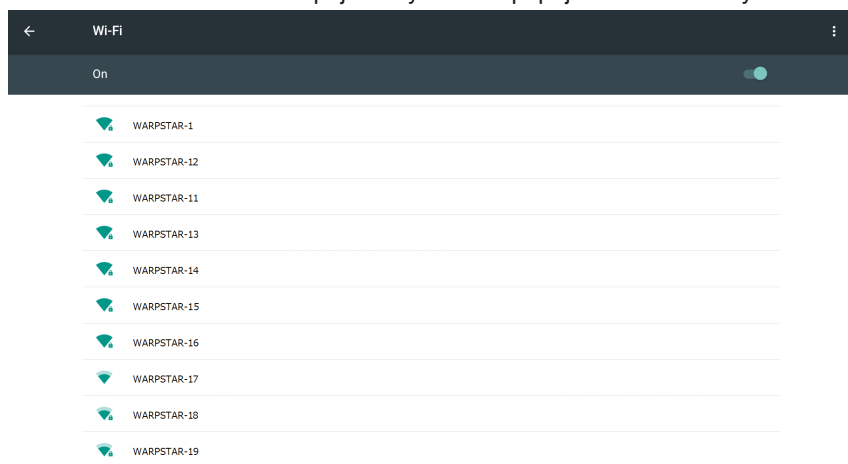 Wi-Fi
On
WARPSTAR-1
WARPSTAR-12
WARPSTAR-11
WARPSTAR-13
WARPSTAR-14
WARPSTAR-15
WARPSTAR-16
WARPSTAR-17
WARPSTAR-18
WARPSTAR-19